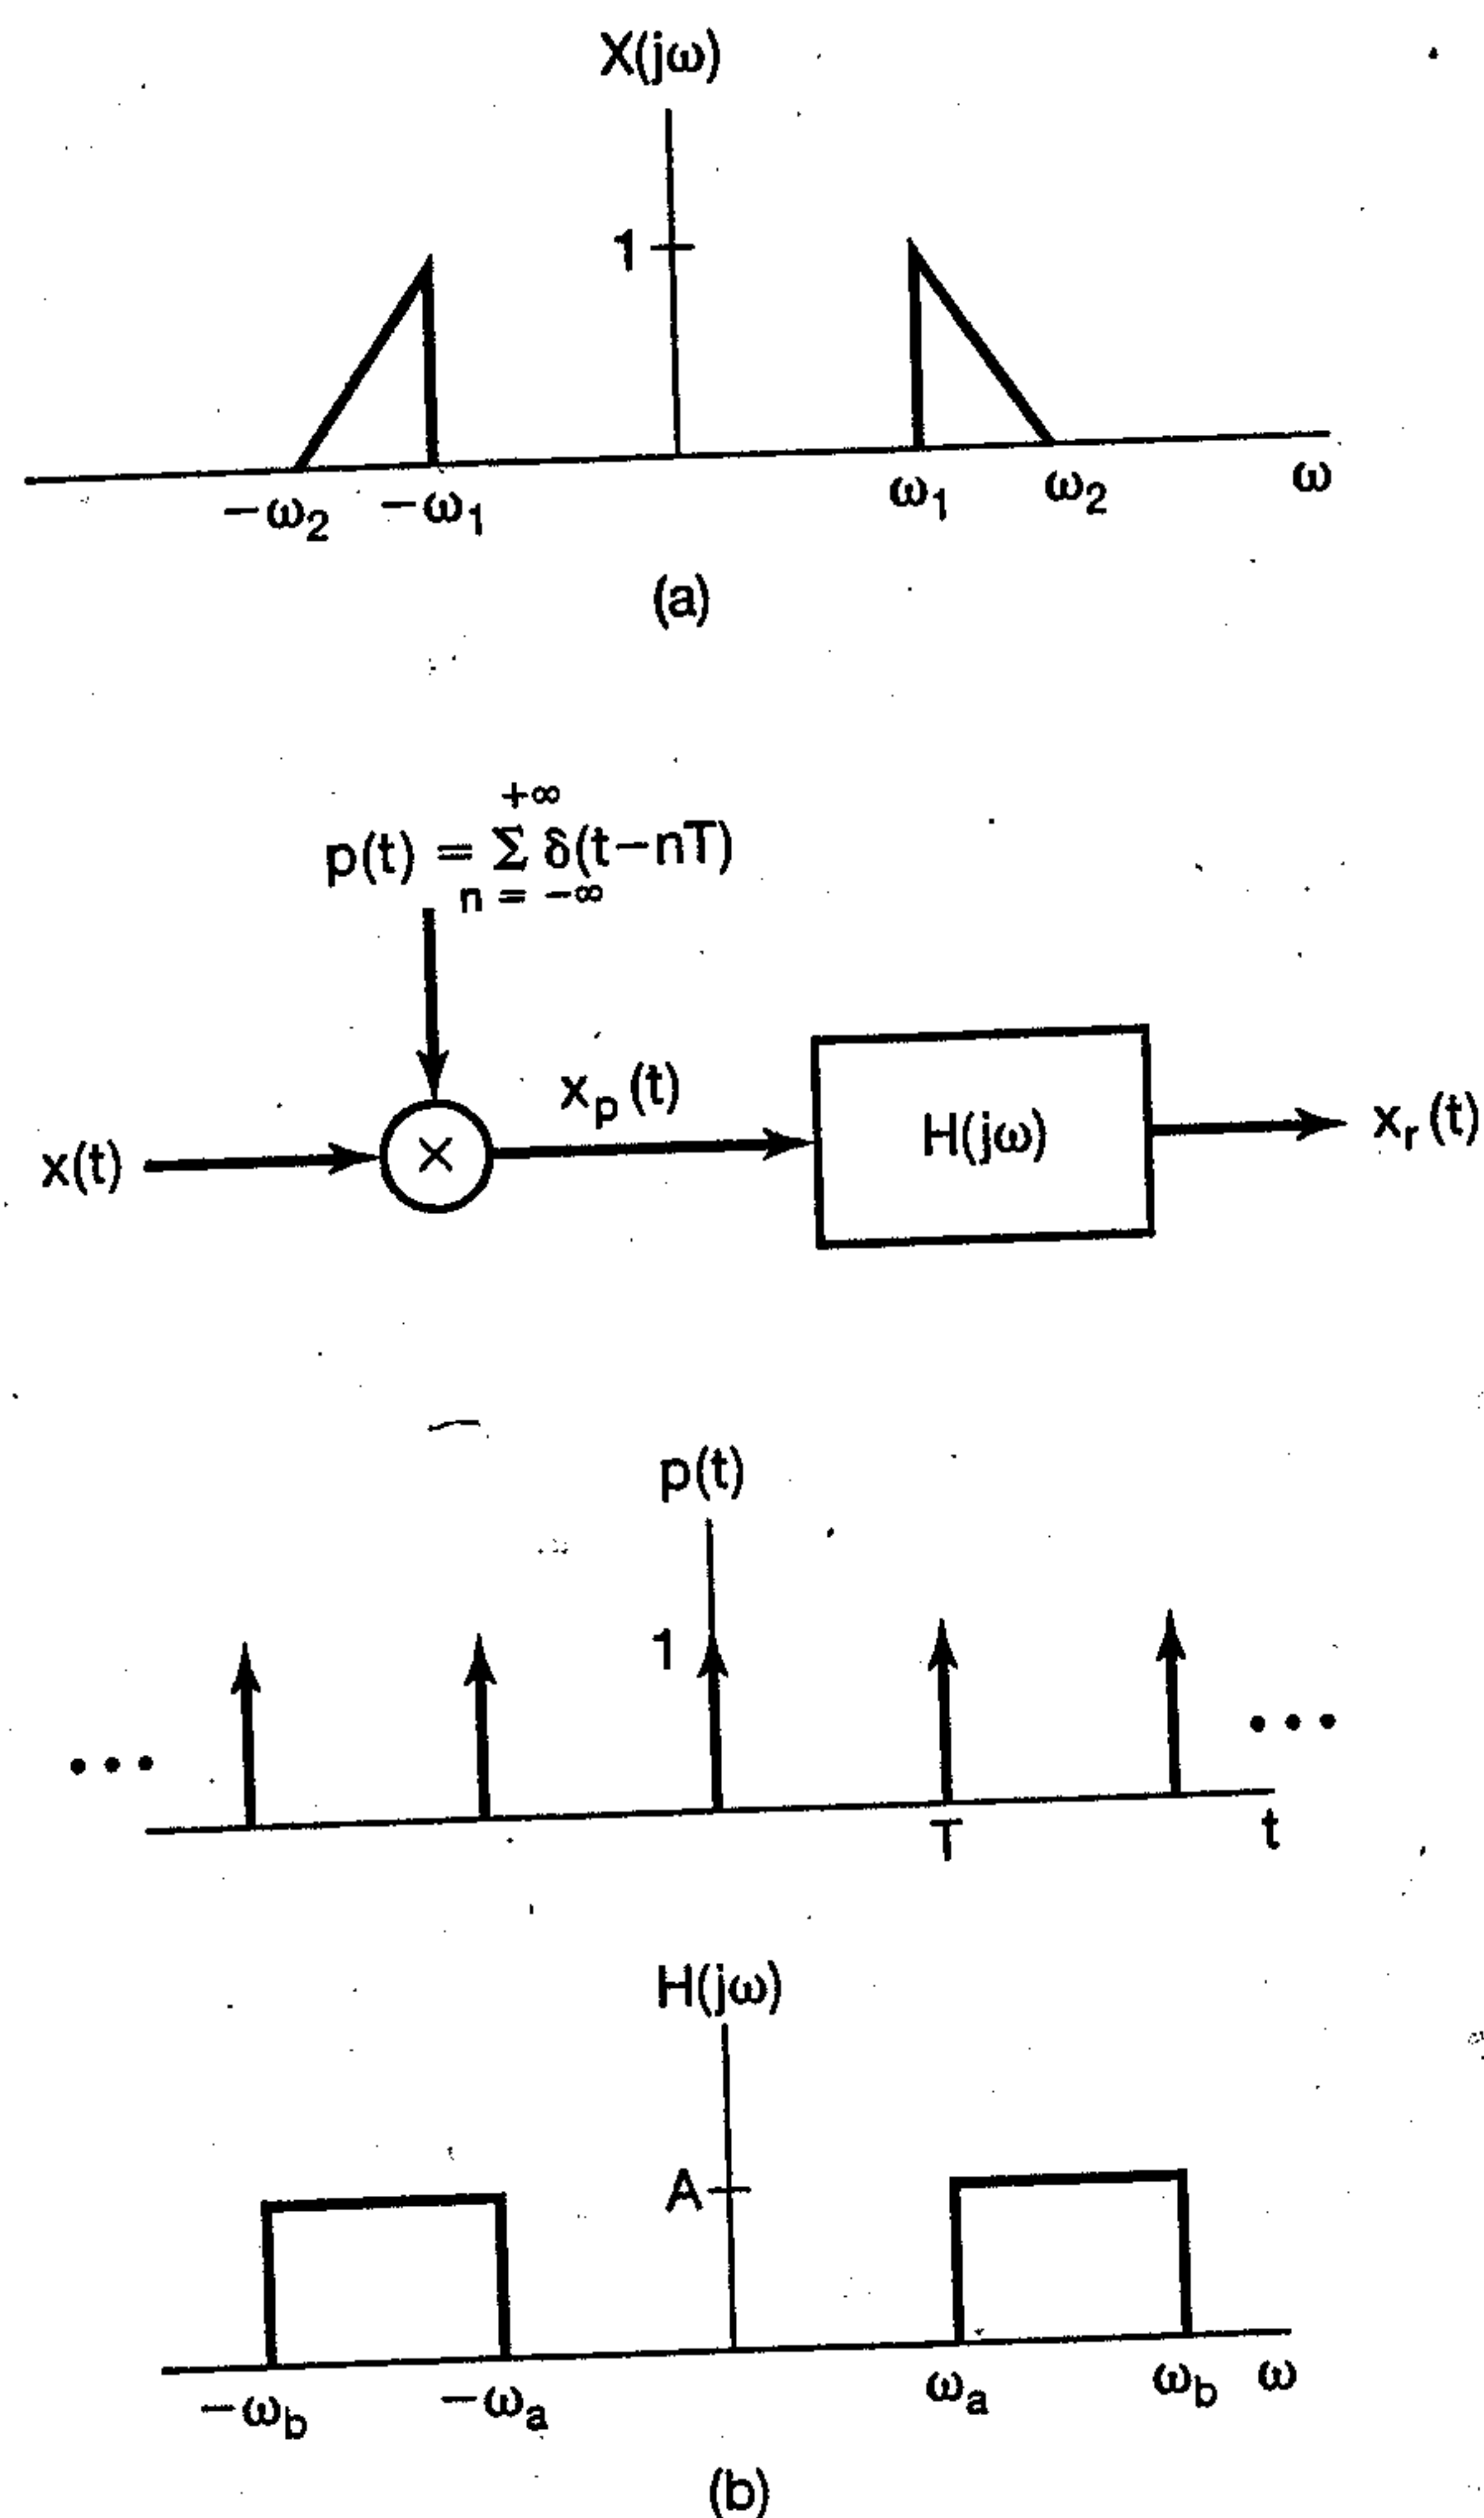 X(jω)
1
−ω2 −ω1 ω1 ω2 ω
(a)
+∞
p(t) = Σ δ(t−nT)
n = −∞
x(t) × xp(t) H(jω) xr(t)
p(t)
1
••• •••
T t
H(jω)
A
−ωb −ωa ωa ωb ω
(b)